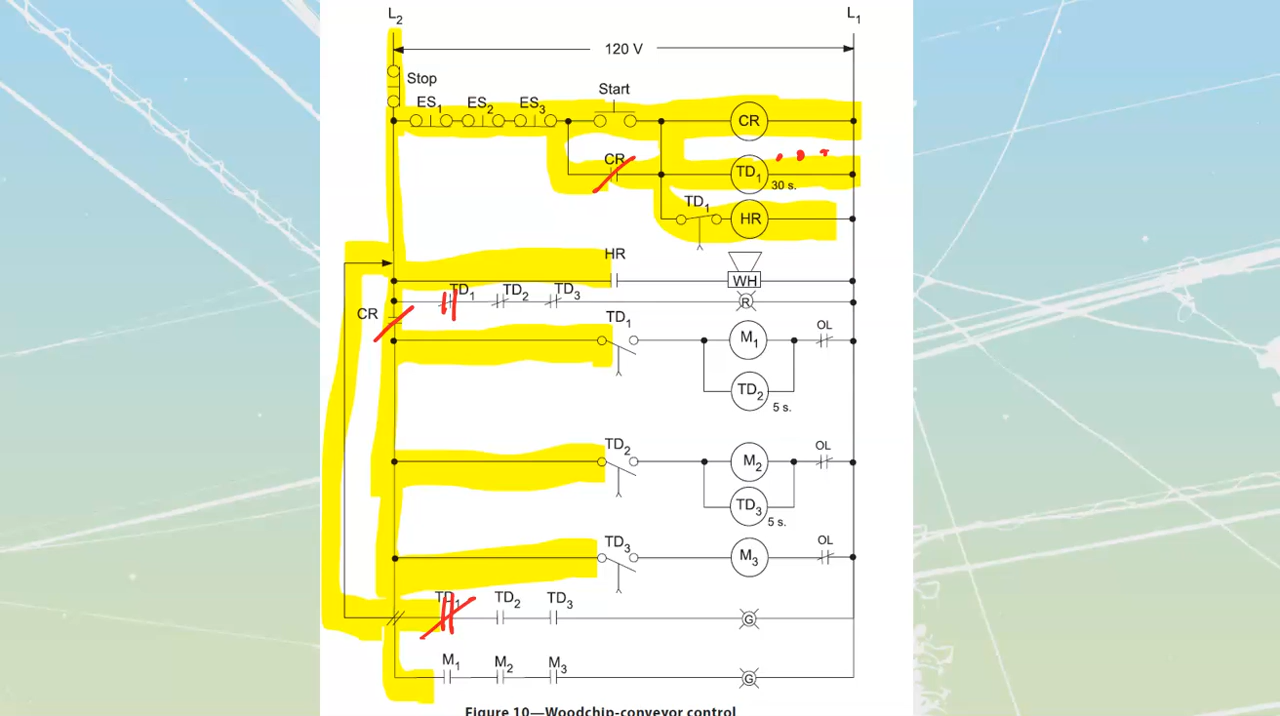 L2 L1
120 V
Stop
Start
ES1 ES2 ES3
CR
CR
TD1
30 s.
TD1
HR
HR
WH
TD1 TD2 TD3
R
CR
TD1
M1
OL
TD2
5 s.
TD2
M2
OL
TD3
5 s.
TD3
M3
OL
TD1 TD2 TD3
G
M1 M2 M3
G
Figure 10—Woodchip-conveyor control